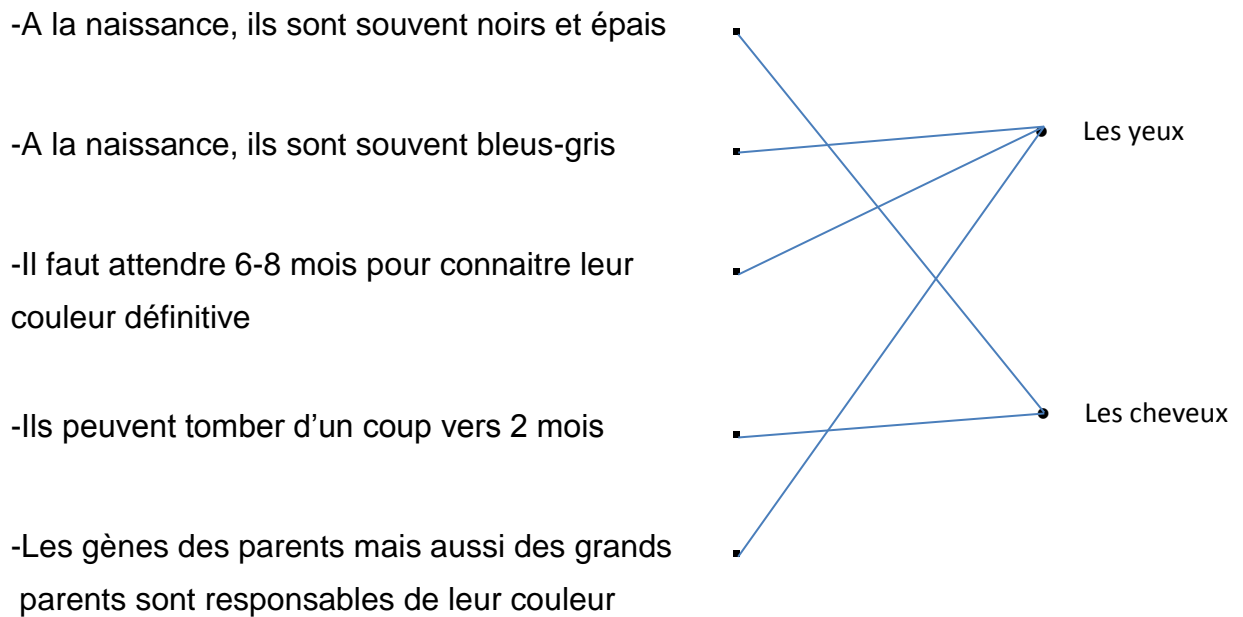 -A la naissance, ils sont souvent noirs et épais
-A la naissance, ils sont souvent bleus-gris
Les yeux
-Il faut attendre 6-8 mois pour connaitre leur
couleur définitive
-Ils peuvent tomber d’un coup vers 2 mois
Les cheveux
-Les gènes des parents mais aussi des grands
parents sont responsables de leur couleur